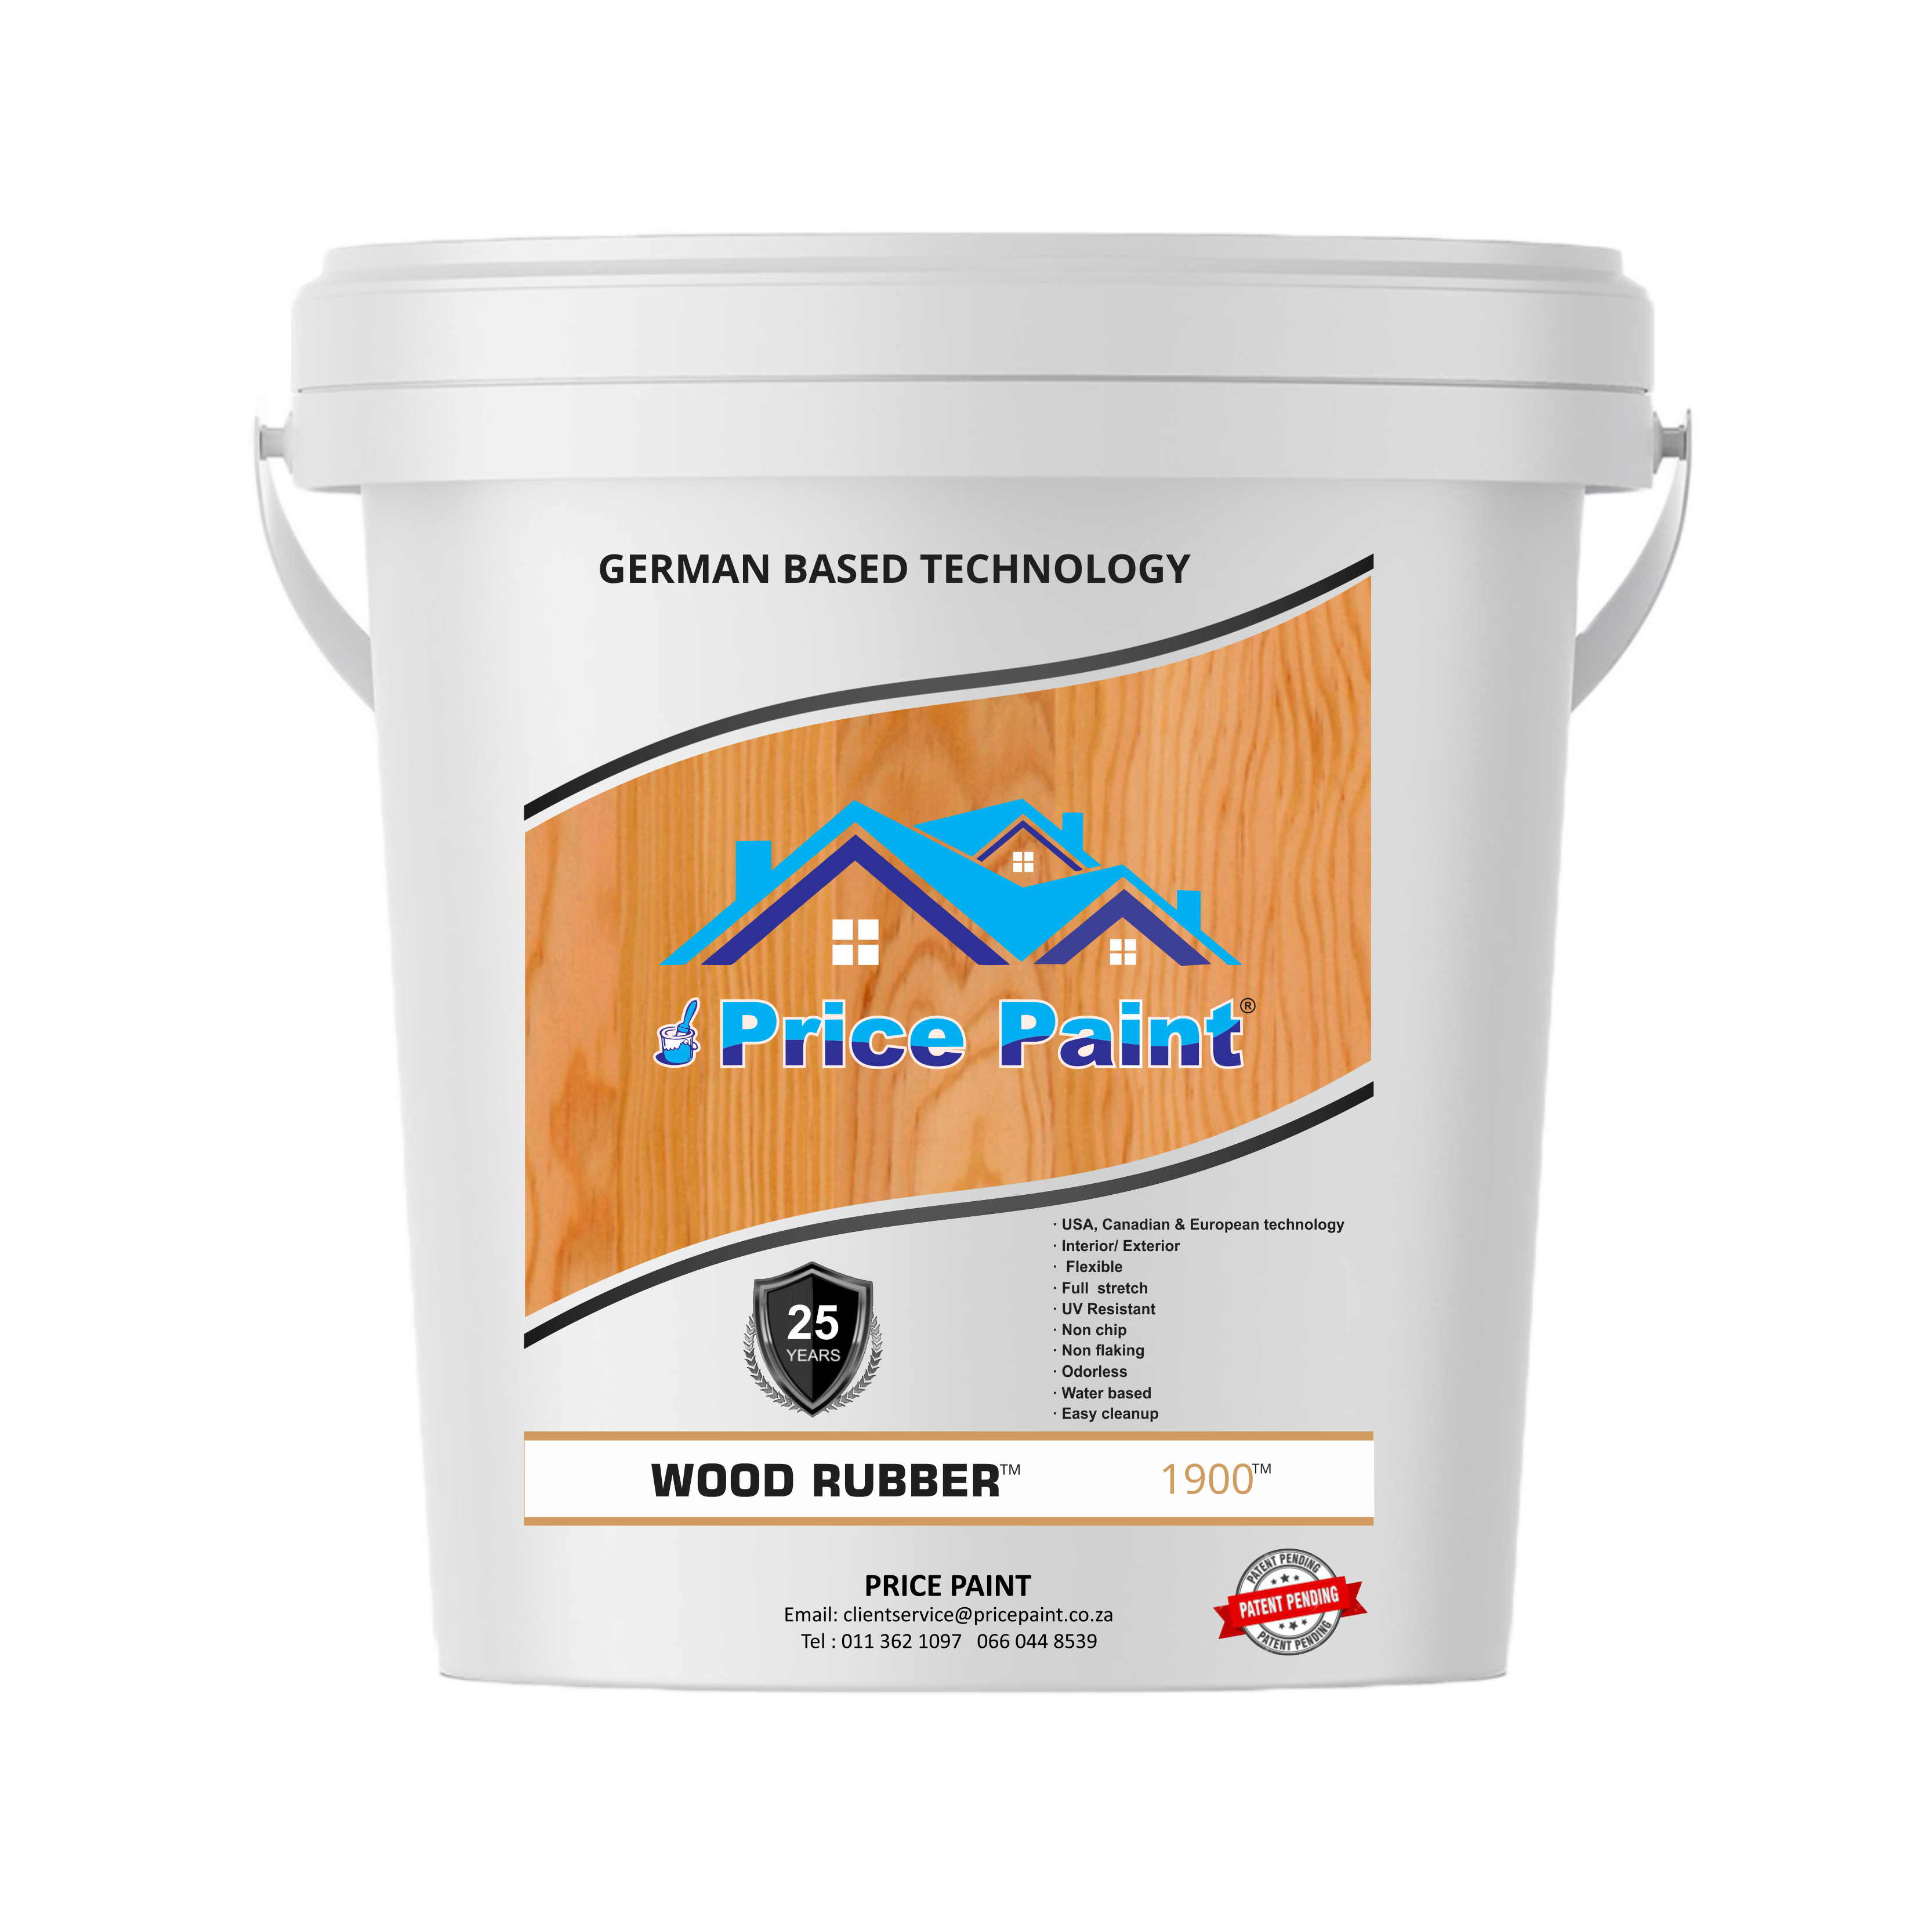 GERMAN BASED TECHNOLOGY
Price Paint®
· USA, Canadian & European technology
· Interior/ Exterior
· Flexible
· Full stretch
· UV Resistant
· Non chip
· Non flaking
· Odorless
· Water based
· Easy cleanup
25
YEARS
WOOD RUBBER™ 1900™
PRICE PAINT
Email: clientservice@pricepaint.co.za
Tel : 011 362 1097 066 044 8539
PATENT PENDING
PATENT PENDING
PATENT PENDING